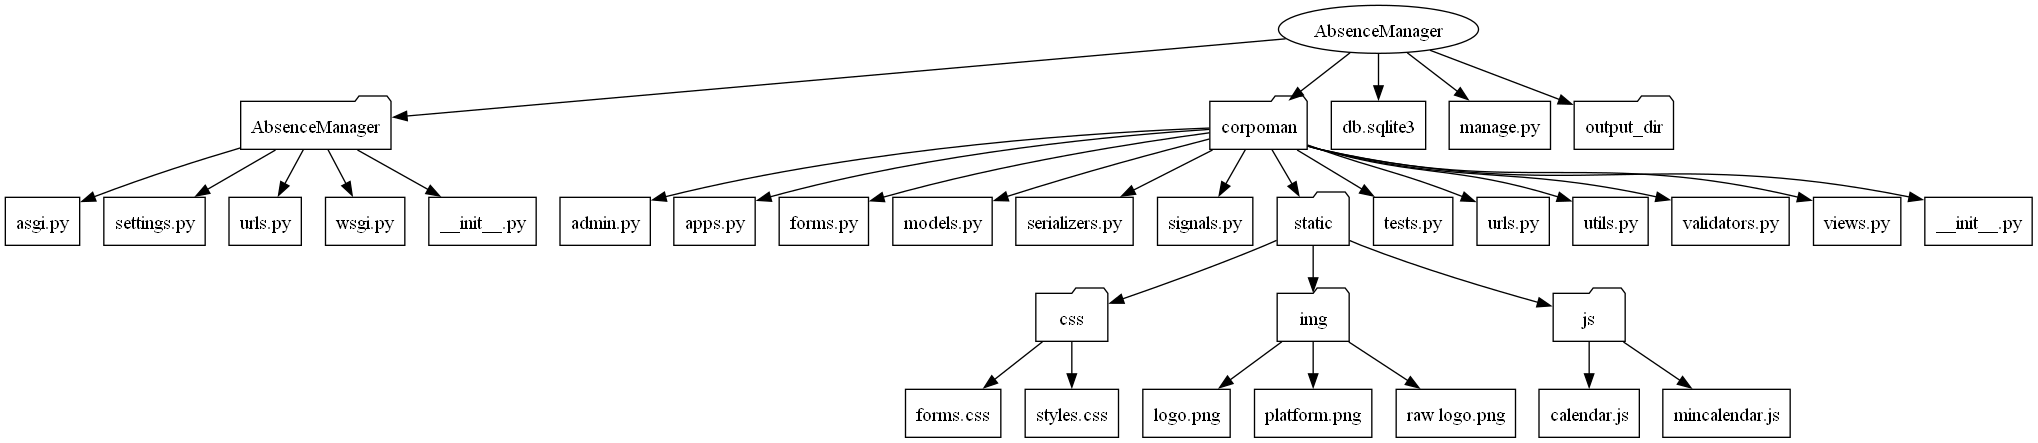 AbsenceManager
AbsenceManager
corpoman
db.sqlite3
manage.py
output_dir
asgi.py
settings.py
urls.py
wsgi.py
__init__.py
admin.py
apps.py
forms.py
models.py
serializers.py
signals.py
static
tests.py
urls.py
utils.py
validators.py
views.py
__init__.py
css
img
js
forms.css
styles.css
logo.png
platform.png
raw logo.png
calendar.js
mincalendar.js